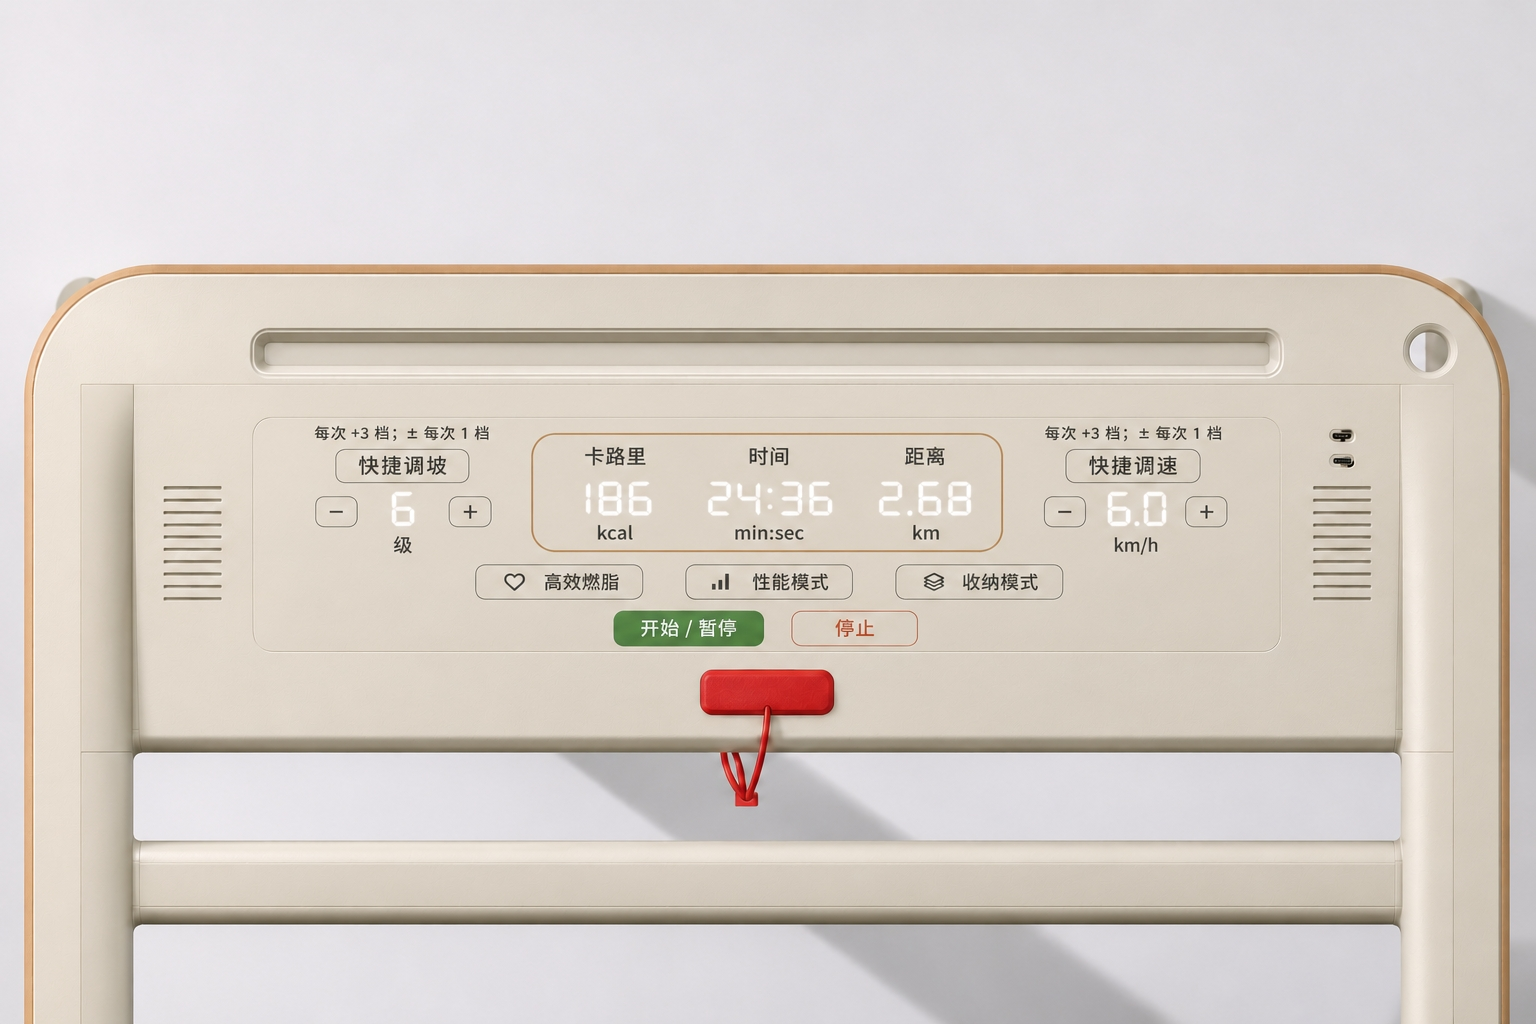 每次 +3 档；± 每次 1 档
快捷调坡
− 6 +
级
卡路里 时间 距离
186 24:36 2.68
kcal min:sec km
每次 +3 档；± 每次 1 档
快捷调速
− 6.0 +
km/h
高效燃脂 性能模式 收纳模式
开始 / 暂停 停止